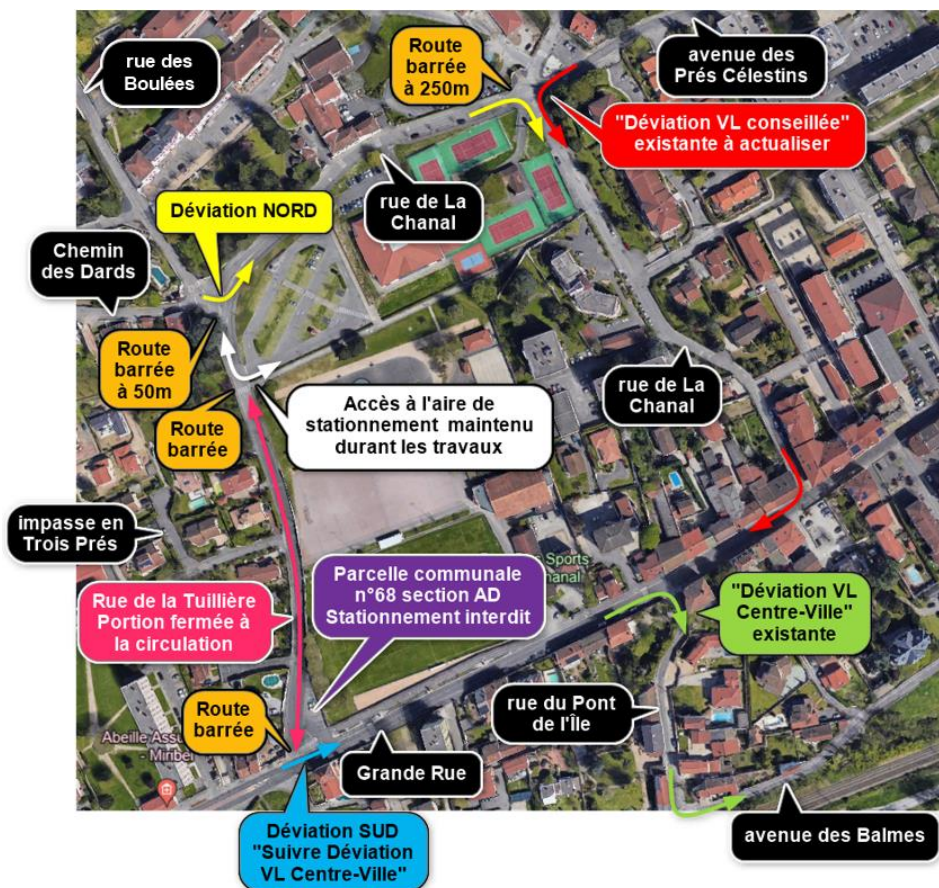 rue des
Boulées
Route
barrée
à 250m
avenue des
Prés Célestins
"Déviation VL conseillée"
existante à actualiser
Déviation NORD
rue de La
Chanal
Chemin
des Dards
Route
barrée
à 50m
Route
barrée
Accès à l'aire de
stationnement maintenu
durant les travaux
rue de La
Chanal
impasse en
Trois Prés
Rue de la Tuillière
Portion fermée à
la circulation
Parcelle communale
n°68 section AD
Stationnement interdit
Sports
"Déviation VL
Centre-Ville"
existante
Route
barrée
rue du Pont
de l'Île
Abeille
- Miribel
Grande Rue
Déviation SUD
"Suivre Déviation
VL Centre-Ville"
avenue des Balmes